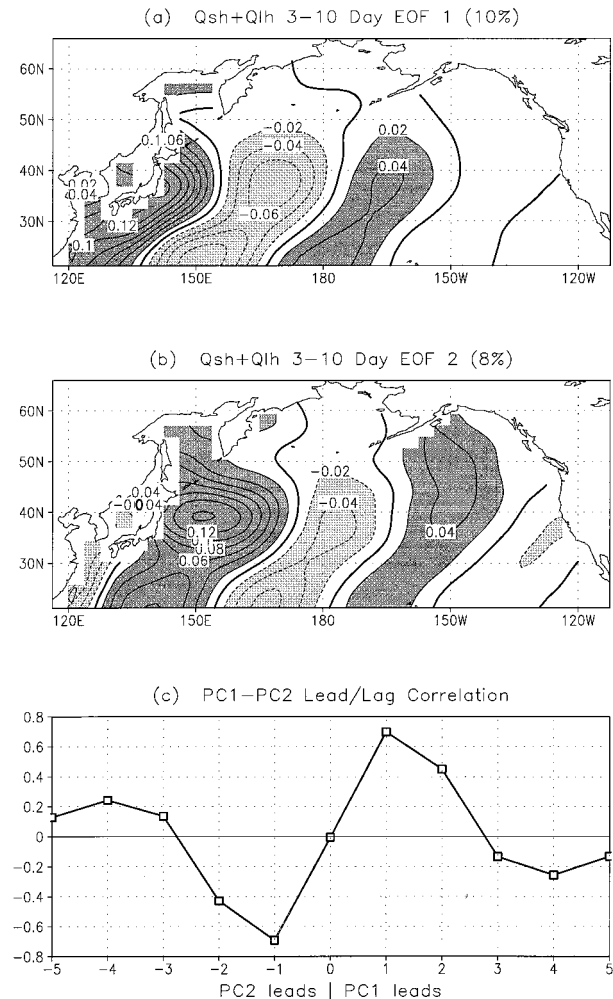 (a) Qsh+Qlh 3-10 Day EOF 1 (10%)
60N
50N
40N
30N
120E 150E 180 150W 120W
0.1
.06
0.02
0.04
0.12
0.1
-0.02
-0.04
-0.06
0.02
0.04
(b) Qsh+Qlh 3-10 Day EOF 2 (8%)
60N
50N
40N
30N
120E 150E 180 150W 120W
0.04
0.12
0.08
0.06
-0.02
-0.04
0.04
(c) PC1-PC2 Lead/Lag Correlation
0.8
0.6
0.4
0.2
0
-0.2
-0.4
-0.6
-0.8
-5 -4 -3 -2 -1 0 1 2 3 4 5
PC2 leads | PC1 leads